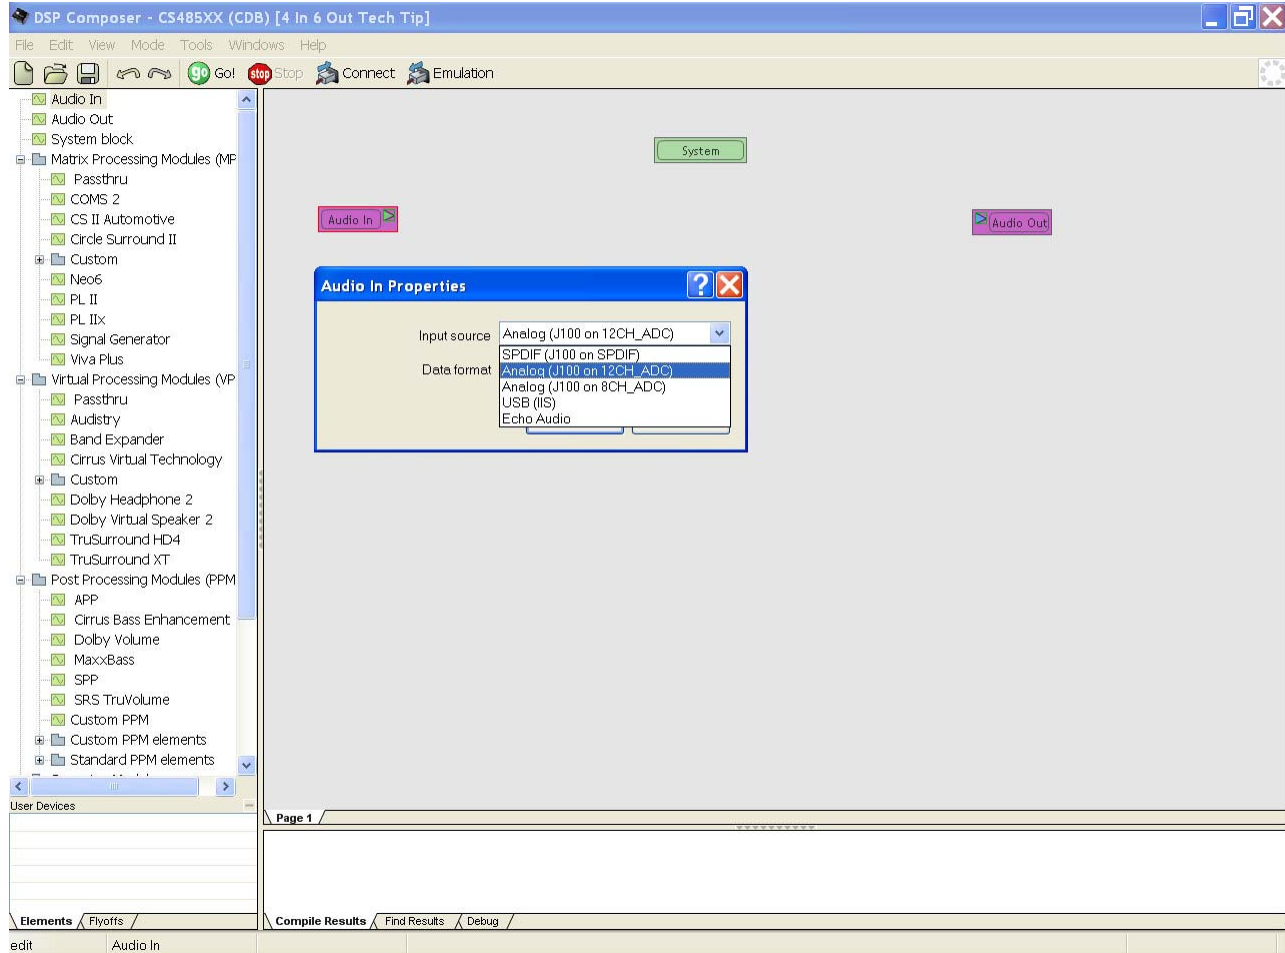 DSP Composer - CS485XX (CDB) [4 In 6 Out Tech Tip]
File Edit View Mode Tools Windows Help
go Go! stop Stop Connect Emulation
Audio In
Audio Out
System block
Matrix Processing Modules (MP
Passthru
COMS 2
CS II Automotive
Circle Surround II
Custom
Neo6
PL II
PL IIx
Signal Generator
Viva Plus
Virtual Processing Modules (VP
Passthru
Audistry
Band Expander
Cirrus Virtual Technology
Custom
Dolby Headphone 2
Dolby Virtual Speaker 2
TruSurround HD4
TruSurround XT
Post Processing Modules (PPM
APP
Cirrus Bass Enhancement
Dolby Volume
MaxxBass
SPP
SRS TruVolume
Custom PPM
Custom PPM elements
Standard PPM elements
User Devices
Elements Flyoffs
System
Audio In
Audio Out
Audio In Properties
Input source Analog (J100 on 12CH_ADC)
Data format
SPDIF (J100 on SPDIF)
Analog (J100 on 12CH_ADC)
Analog (J100 on 8CH_ADC)
USB (IIS)
Echo Audio
Page 1
Compile Results Find Results Debug
edit Audio In